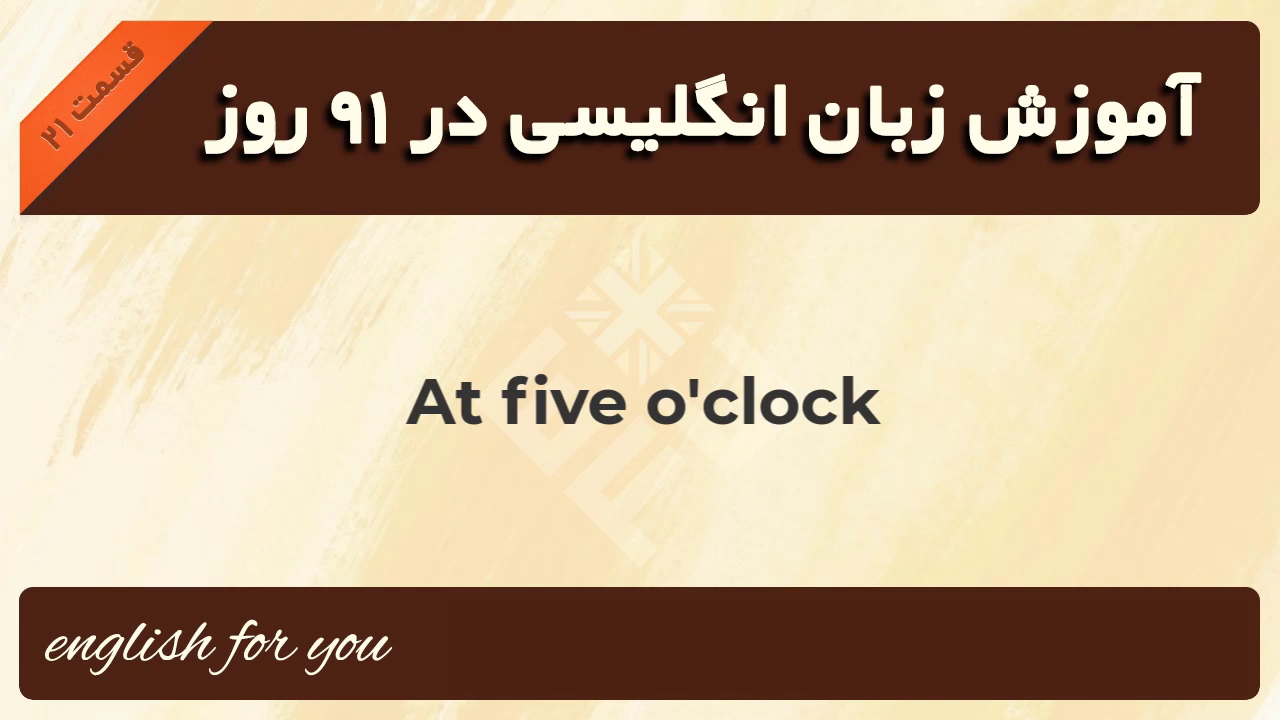 قسمت ۲۱
آموزش زبان انگلیسی در ۹۱ روز
At five o'clock
english for you